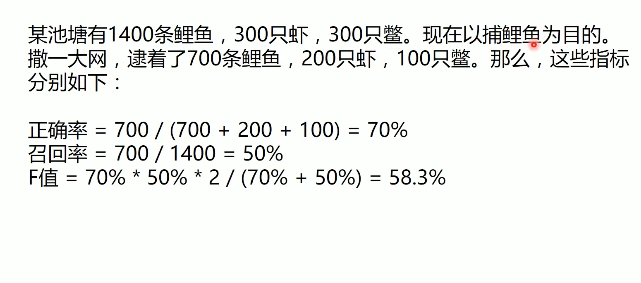 某池塘有1400条鲤鱼，300只虾，300只鳖。现在以捕鲤鱼为目的。
撒一大网，逮着了700条鲤鱼，200只虾，100只鳖。那么，这些指标
分别如下：
正确率 = 700 / (700 + 200 + 100) = 70%
召回率 = 700 / 1400 = 50%
F值 = 70% * 50% * 2 / (70% + 50%) = 58.3%